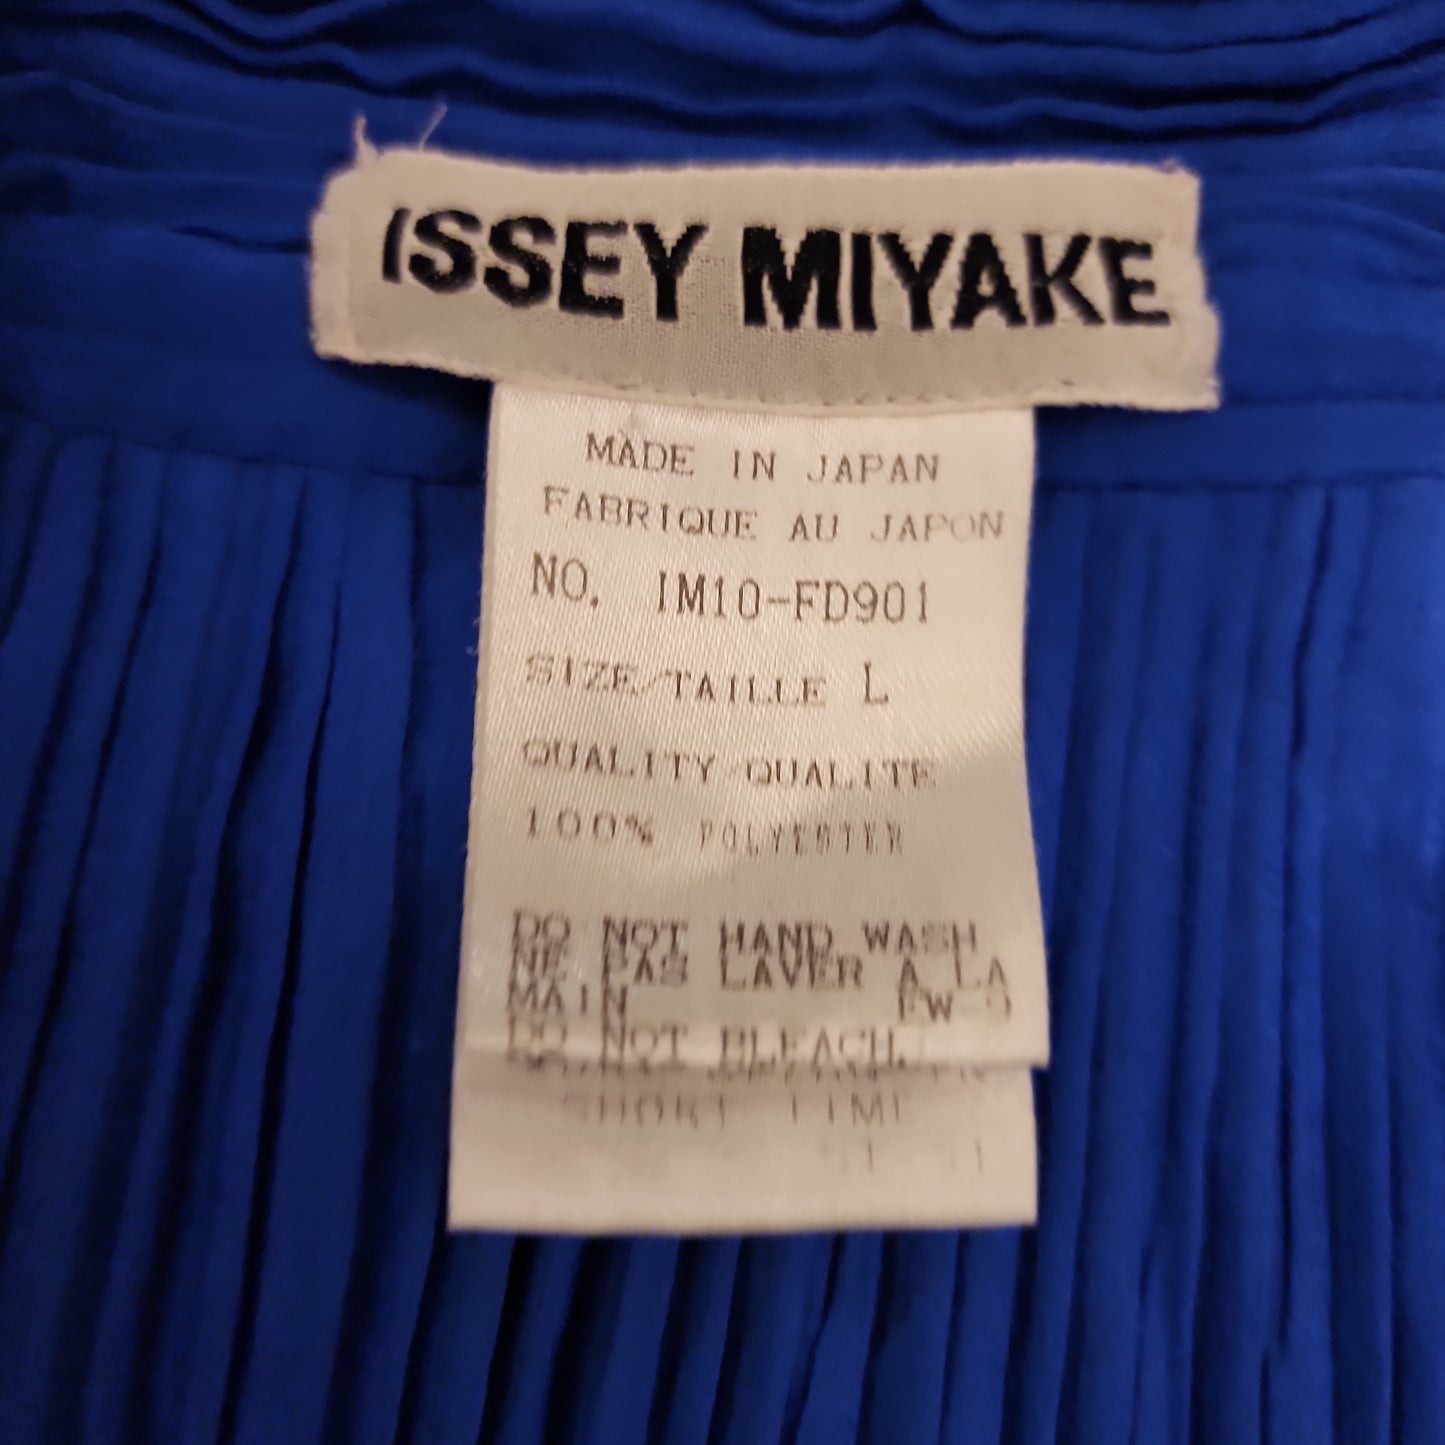 ISSEY MIYAKE
MADE IN JAPAN
FABRIQUE AU JAPON
NO. IM10-FD901
SIZE/TAILLE L
QUALITY/QUALITE
100% POLYESTER
DO NOT HAND WASH
NE PAS LAVER A LA
MAIN
DO NOT BLEACH.
SHORT TIME